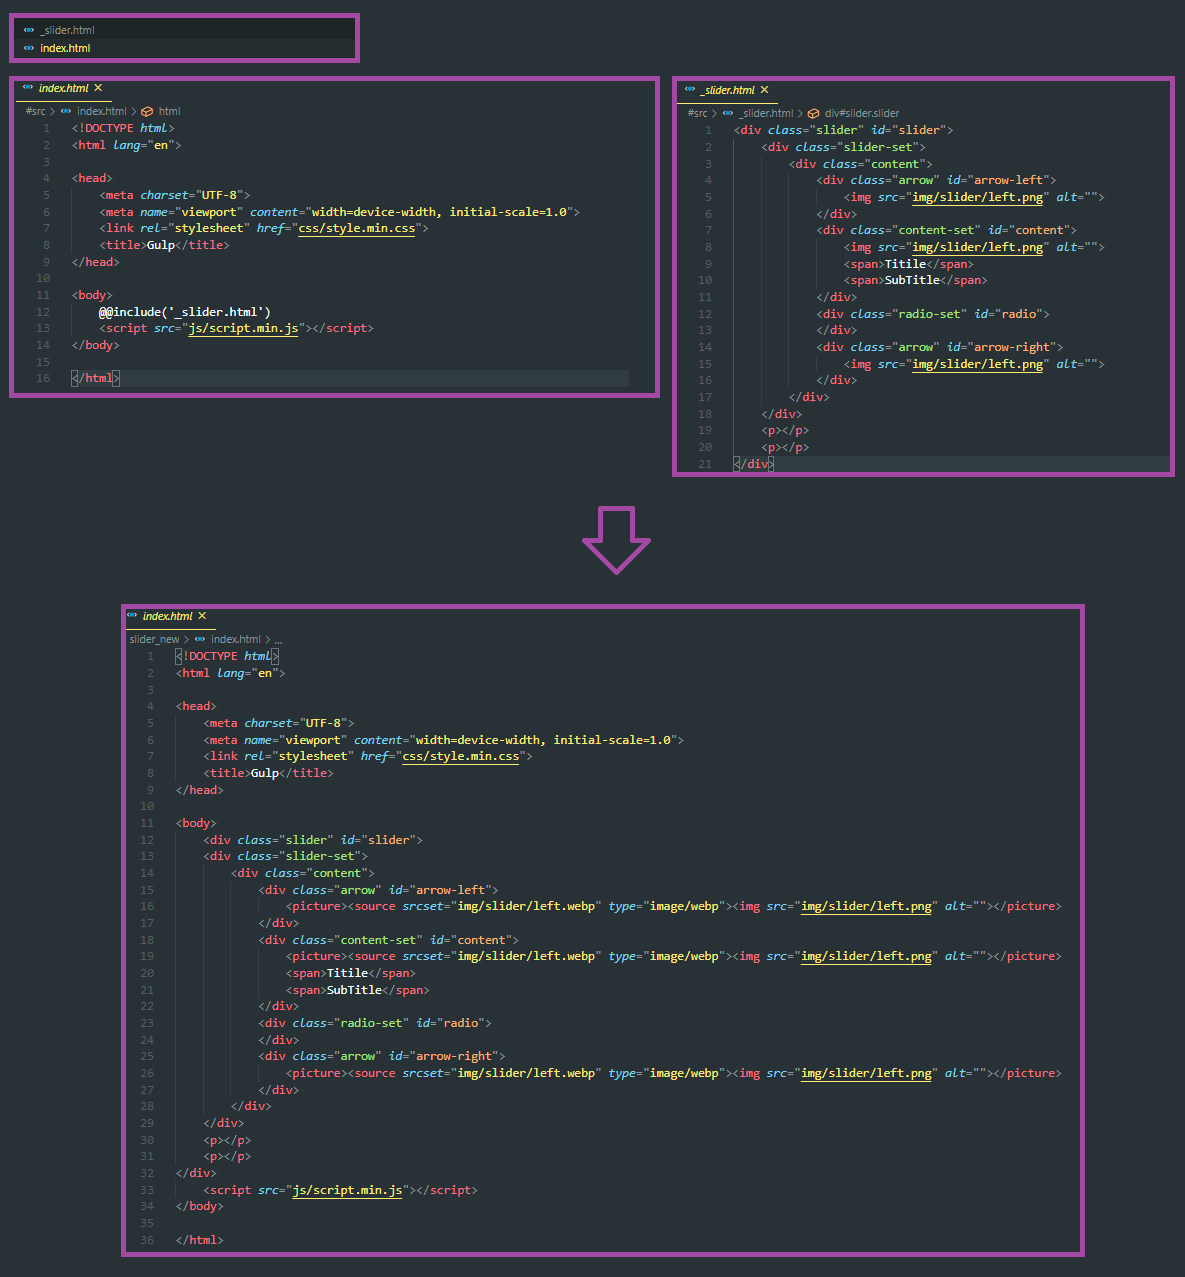 _slider.html
index.html
index.html ×
#src > index.html > html
1 <!DOCTYPE html>
2 <html lang="en">
3
4 <head>
5     <meta charset="UTF-8">
6     <meta name="viewport" content="width=device-width, initial-scale=1.0">
7     <link rel="stylesheet" href="css/style.min.css">
8     <title>Gulp</title>
9 </head>
10
11 <body>
12     @@include('_slider.html')
13     <script src="js/script.min.js"></script>
14 </body>
15
16 </html>
_slider.html ×
#src > _slider.html > div#slider.slider
1 <div class="slider" id="slider">
2     <div class="slider-set">
3         <div class="content">
4             <div class="arrow" id="arrow-left">
5                 <img src="img/slider/left.png" alt="">
6             </div>
7             <div class="content-set" id="content">
8                 <img src="img/slider/left.png" alt="">
9                 <span>Titile</span>
10                 <span>SubTitle</span>
11             </div>
12             <div class="radio-set" id="radio">
13             </div>
14             <div class="arrow" id="arrow-right">
15                 <img src="img/slider/left.png" alt="">
16             </div>
17         </div>
18     </div>
19     <p></p>
20     <p></p>
21 </div>
index.html ×
slider_new > index.html > ...
1 <!DOCTYPE html>
2 <html lang="en">
3
4 <head>
5     <meta charset="UTF-8">
6     <meta name="viewport" content="width=device-width, initial-scale=1.0">
7     <link rel="stylesheet" href="css/style.min.css">
8     <title>Gulp</title>
9 </head>
10
11 <body>
12     <div class="slider" id="slider">
13     <div class="slider-set">
14         <div class="content">
15             <div class="arrow" id="arrow-left">
16                 <picture><source srcset="img/slider/left.webp" type="image/webp"><img src="img/slider/left.png" alt=""></picture>
17             </div>
18             <div class="content-set" id="content">
19                 <picture><source srcset="img/slider/left.webp" type="image/webp"><img src="img/slider/left.png" alt=""></picture>
20                 <span>Titile</span>
21                 <span>SubTitle</span>
22             </div>
23             <div class="radio-set" id="radio">
24             </div>
25             <div class="arrow" id="arrow-right">
26                 <picture><source srcset="img/slider/left.webp" type="image/webp"><img src="img/slider/left.png" alt=""></picture>
27             </div>
28         </div>
29     </div>
30     <p></p>
31     <p></p>
32 </div>
33     <script src="js/script.min.js"></script>
34 </body>
35
36 </html>